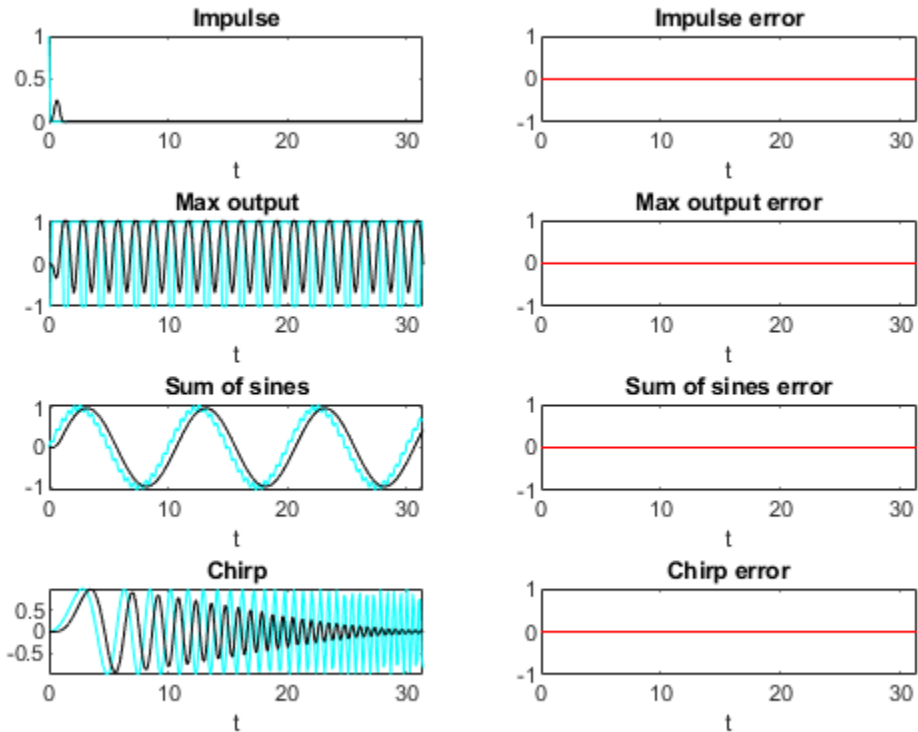 Impulse
1
0.5
0
0 10 20 30
t
Impulse error
1
0
-1
0 10 20 30
t
Max output
1
0
-1
0 10 20 30
t
Max output error
1
0
-1
0 10 20 30
t
Sum of sines
1
0
-1
0 10 20 30
t
Sum of sines error
1
0
-1
0 10 20 30
t
Chirp
0.5
0
-0.5
0 10 20 30
t
Chirp error
1
0
-1
0 10 20 30
t